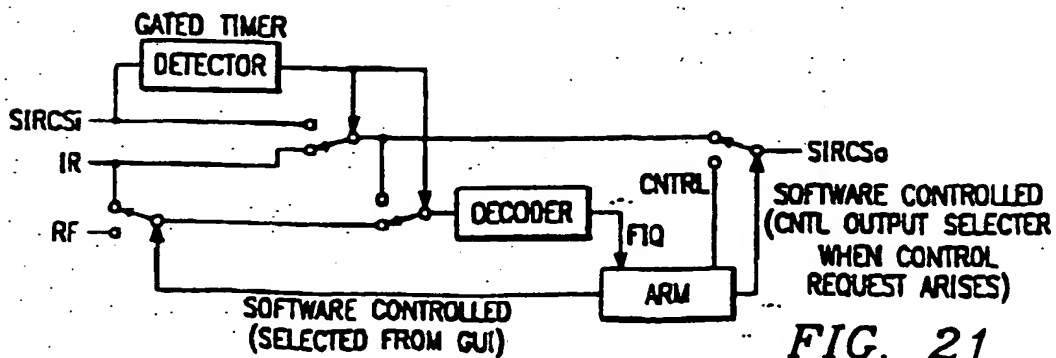 GATED TIMER
DETECTOR
SIRCSi
IR
RF
DECODER
FIQ
CNTRL
ARM
SIRCSo
SOFTWARE CONTROLLED
(CNTL OUTPUT SELECTER
WHEN CONTROL
REQUEST ARISES)
SOFTWARE CONTROLLED
(SELECTED FROM GUI)
FIG. 21